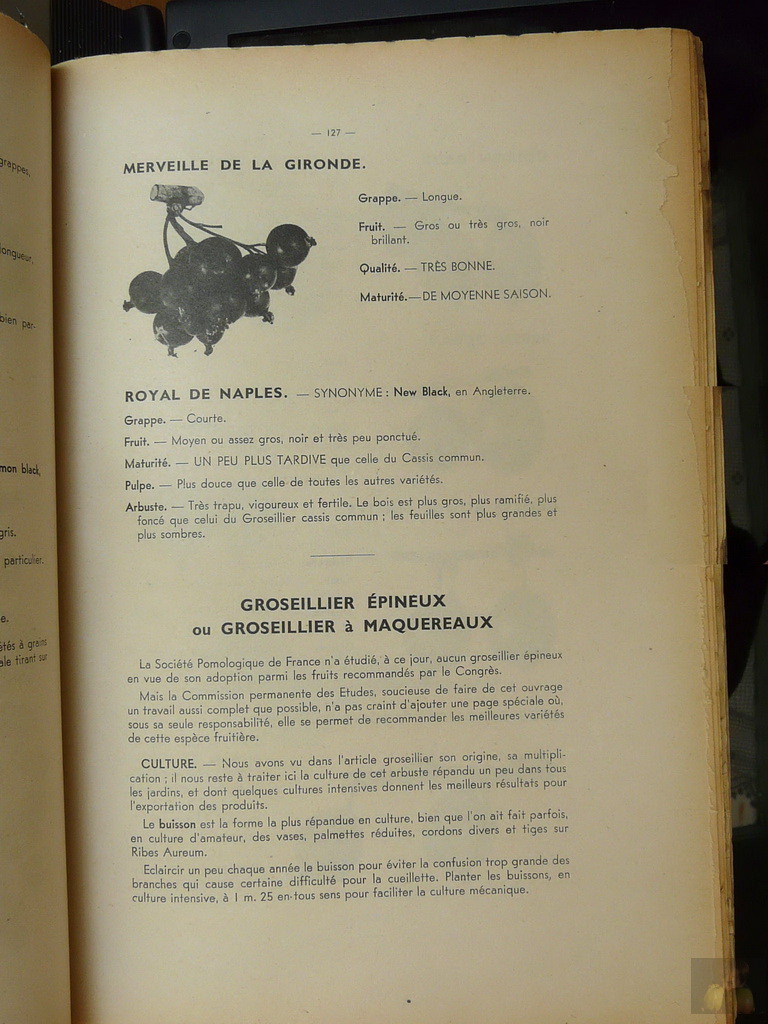 — 127 —
MERVEILLE DE LA GIRONDE.
Grappe. — Longue.
Fruit. — Gros ou très gros, noir
brillant.
Qualité. — TRÈS BONNE.
Maturité. — DE MOYENNE SAISON.
ROYAL DE NAPLES. — SYNONYME : New Black, en Angleterre.
Grappe. — Courte.
Fruit. — Moyen ou assez gros, noir et très peu ponctué.
Maturité. — UN PEU PLUS TARDIVE que celle du Cassis commun.
Pulpe. — Plus douce que celle de toutes les autres variétés.
Arbuste. — Très trapu, vigoureux et fertile. Le bois est plus gros, plus ramifié, plus
foncé que celui du Groseillier cassis commun ; les feuilles sont plus grandes et
plus sombres.
GROSEILLIER ÉPINEUX
ou GROSEILLIER à MAQUEREAUX
La Société Pomologique de France n'a étudié, à ce jour, aucun groseillier épineux
en vue de son adoption parmi les fruits recommandés par le Congrès.
Mais la Commission permanente des Etudes, soucieuse de faire de cet ouvrage
un travail aussi complet que possible, n'a pas craint d'ajouter une page spéciale où,
sous sa seule responsabilité, elle se permet de recommander les meilleures variétés
de cette espèce fruitière.
CULTURE. — Nous avons vu dans l'article groseillier son origine, sa multipli-
cation ; il nous reste à traiter ici la culture de cet arbuste répandu un peu dans tous
les jardins, et dont quelques cultures intensives donnent les meilleurs résultats pour
l'exportation des produits.
Le buisson est la forme la plus répandue en culture, bien que l'on ait fait parfois,
en culture d'amateur, des vases, palmettes réduites, cordons divers et tiges sur
Ribes Aureum.
Eclaircir un peu chaque année le buisson pour éviter la confusion trop grande des
branches qui cause certaine difficulté pour la cueillette. Planter les buissons, en
culture intensive, à 1 m. 25 en tous sens pour faciliter la culture mécanique.
grappes,
longueur,
bien par-
mon black,
gris.
particulier.
e.
étés à grains
ale tirant sur